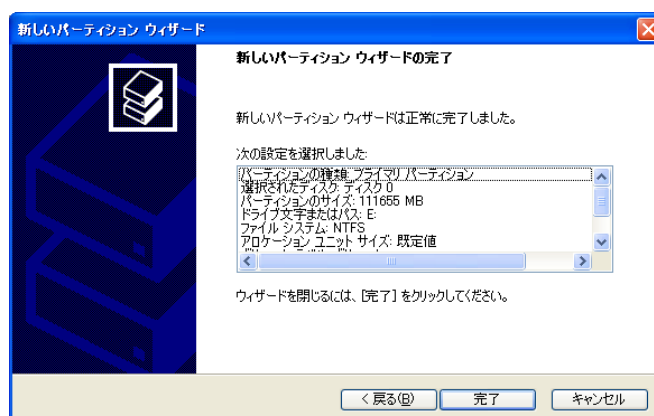 新しいパーティション ウィザード
新しいパーティション ウィザードの完了
新しいパーティション ウィザードは正常に完了しました。
次の設定を選択しました:
パーティションの種類: プライマリ パーティション
選択されたディスク: ディスク 0
パーティションのサイズ: 111655 MB
ドライブ文字またはパス: E:
ファイル システム: NTFS
アロケーション ユニット サイズ: 既定値
ウィザードを閉じるには、[完了] をクリックしてください。
< 戻る(B)
完了
キャンセル